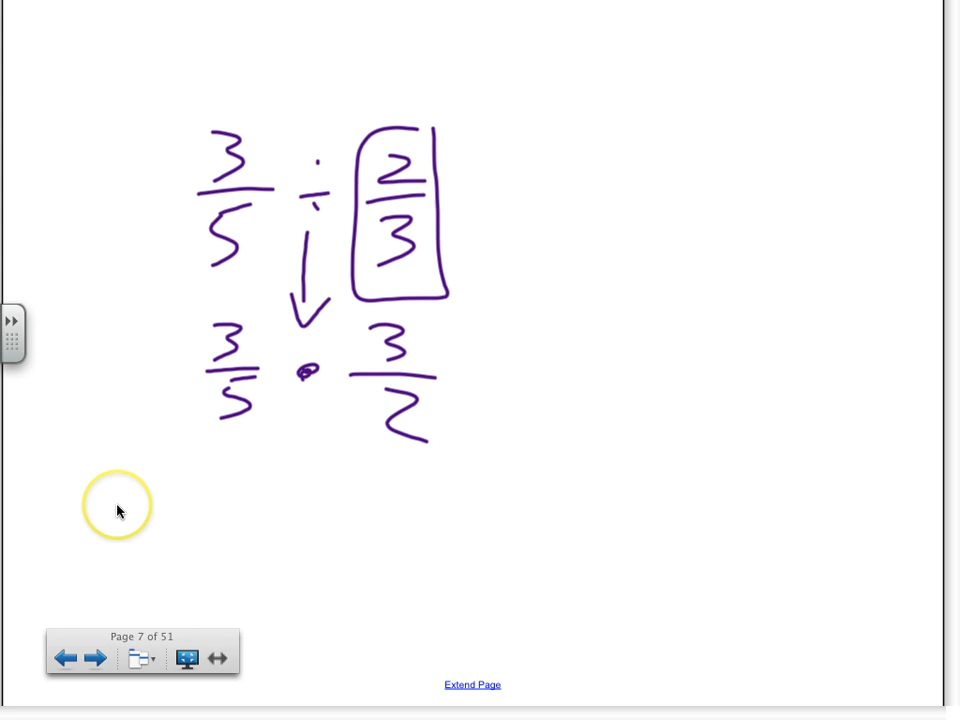 3/5 ÷ 2/3
3/5 • 3/2
Page 7 of 51
Extend Page